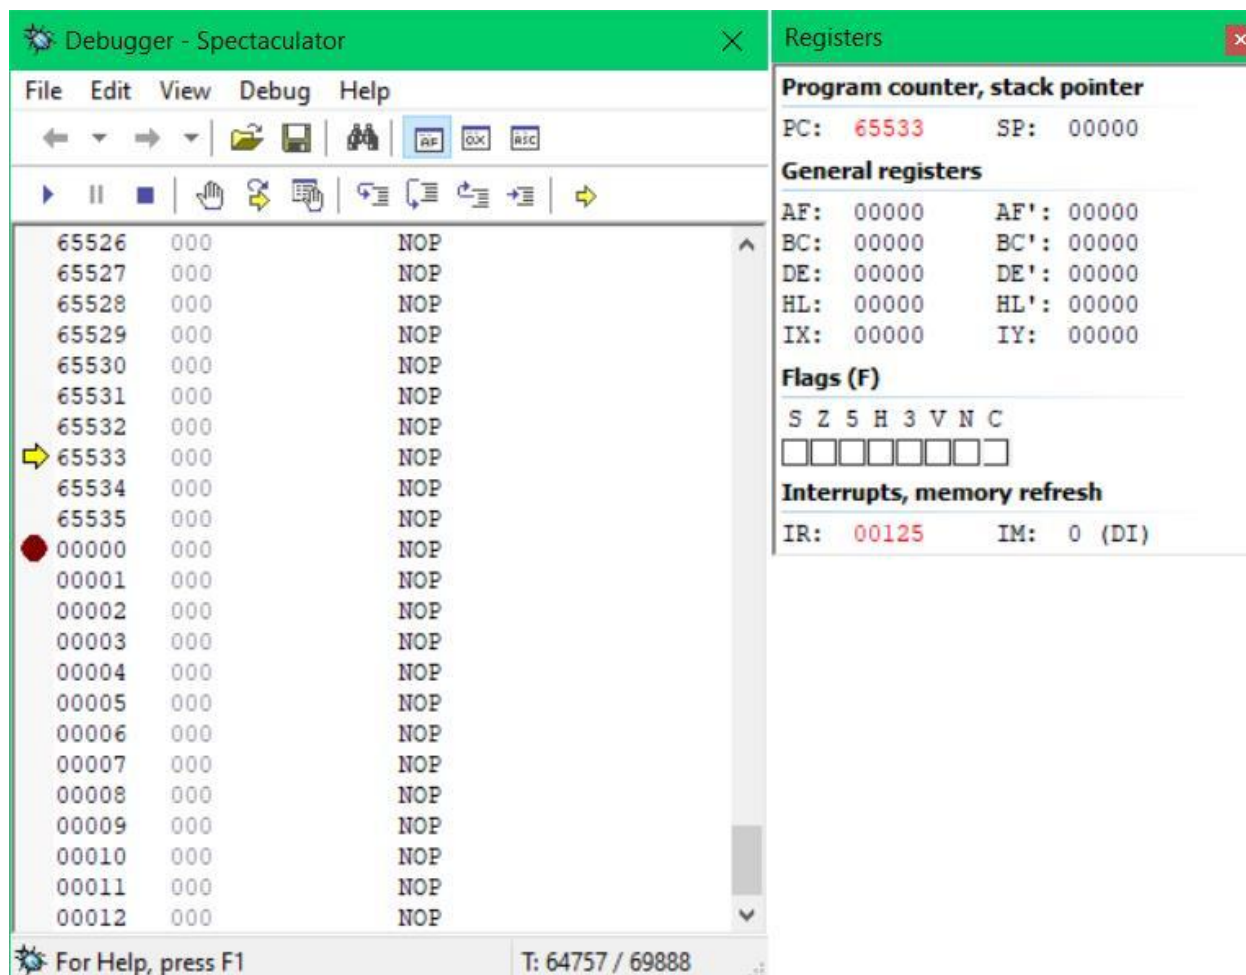 Debugger - Spectaculator
File Edit View Debug Help
AF 0X ASC
65526 000 NOP
65527 000 NOP
65528 000 NOP
65529 000 NOP
65530 000 NOP
65531 000 NOP
65532 000 NOP
65533 000 NOP
65534 000 NOP
65535 000 NOP
00000 000 NOP
00001 000 NOP
00002 000 NOP
00003 000 NOP
00004 000 NOP
00005 000 NOP
00006 000 NOP
00007 000 NOP
00008 000 NOP
00009 000 NOP
00010 000 NOP
00011 000 NOP
00012 000 NOP
For Help, press F1 T: 64757 / 69888
Registers
Program counter, stack pointer
PC: 65533 SP: 00000
General registers
AF: 00000 AF': 00000
BC: 00000 BC': 00000
DE: 00000 DE': 00000
HL: 00000 HL': 00000
IX: 00000 IY: 00000
Flags (F)
S Z 5 H 3 V N C
Interrupts, memory refresh
IR: 00125 IM: 0 (DI)